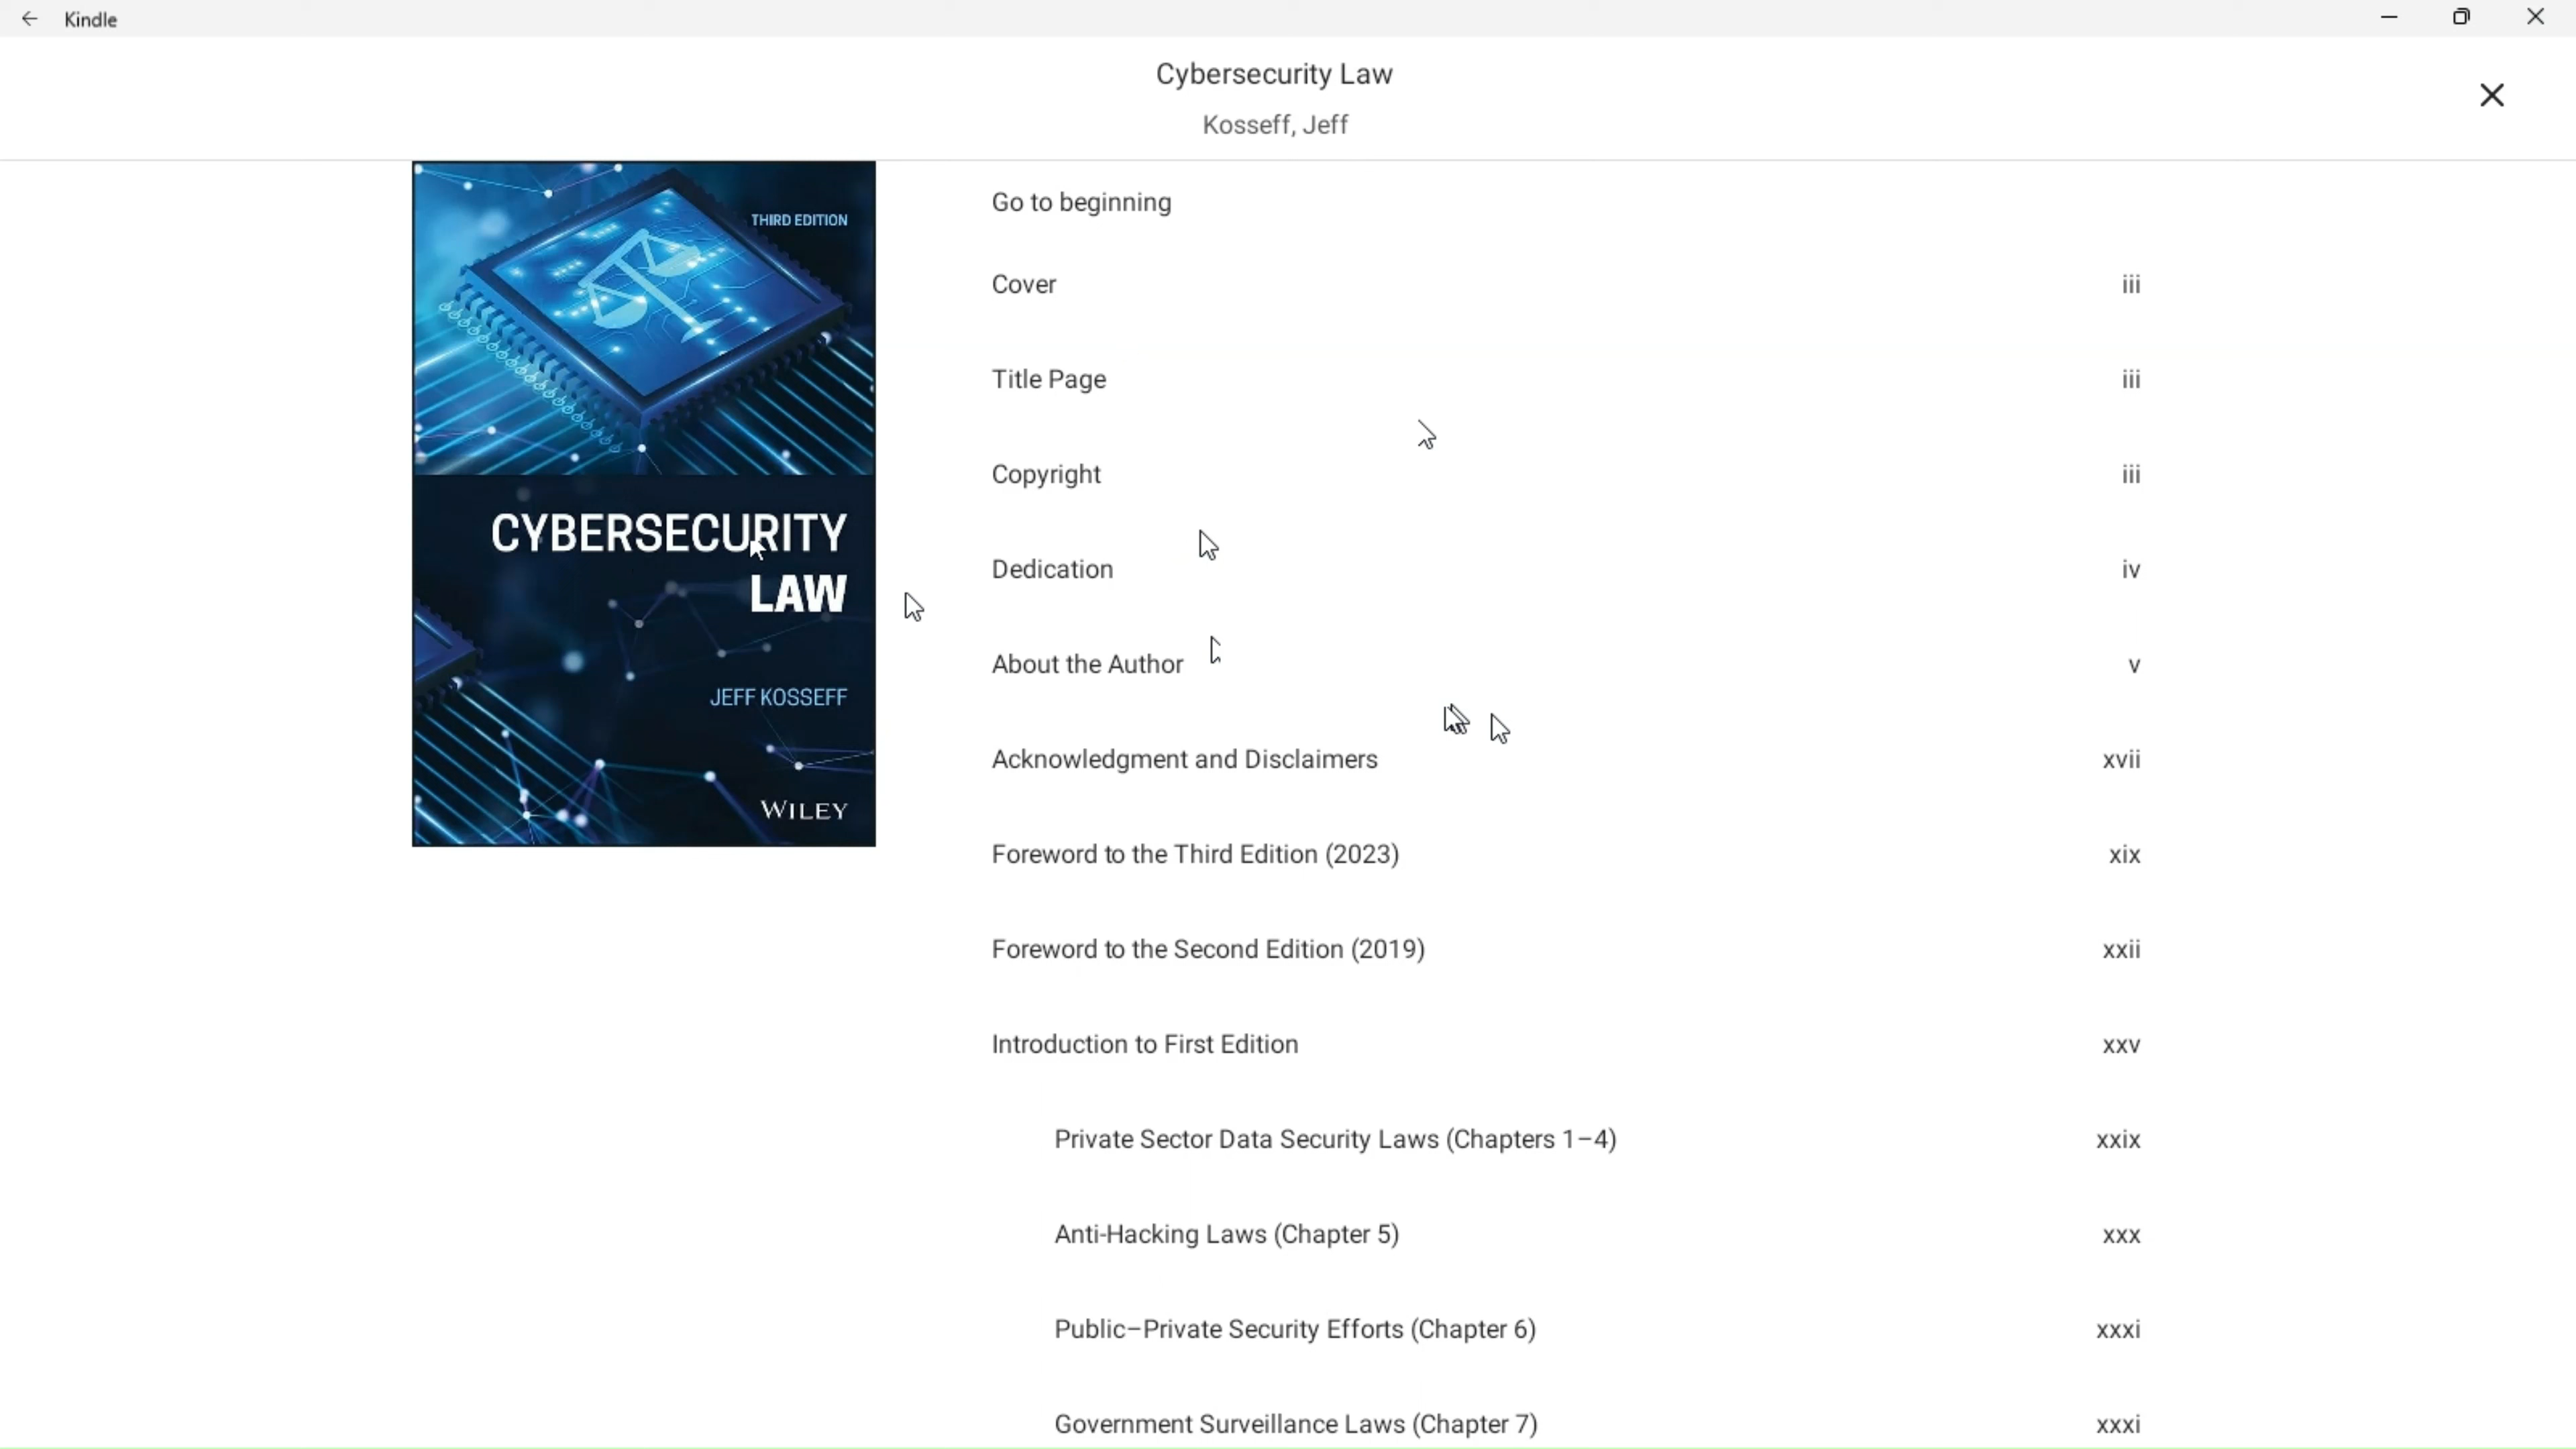 Kindle
Cybersecurity Law
Kosseff, Jeff
THIRD EDITION
CYBERSECURITY
LAW
JEFF KOSSEFF
WILEY
Go to beginning
Cover iii
Title Page iii
Copyright iii
Dedication iv
About the Author v
Acknowledgment and Disclaimers xvii
Foreword to the Third Edition (2023) xix
Foreword to the Second Edition (2019) xxii
Introduction to First Edition xxv
Private Sector Data Security Laws (Chapters 1–4) xxix
Anti-Hacking Laws (Chapter 5) xxx
Public–Private Security Efforts (Chapter 6) xxxi
Government Surveillance Laws (Chapter 7) xxxi